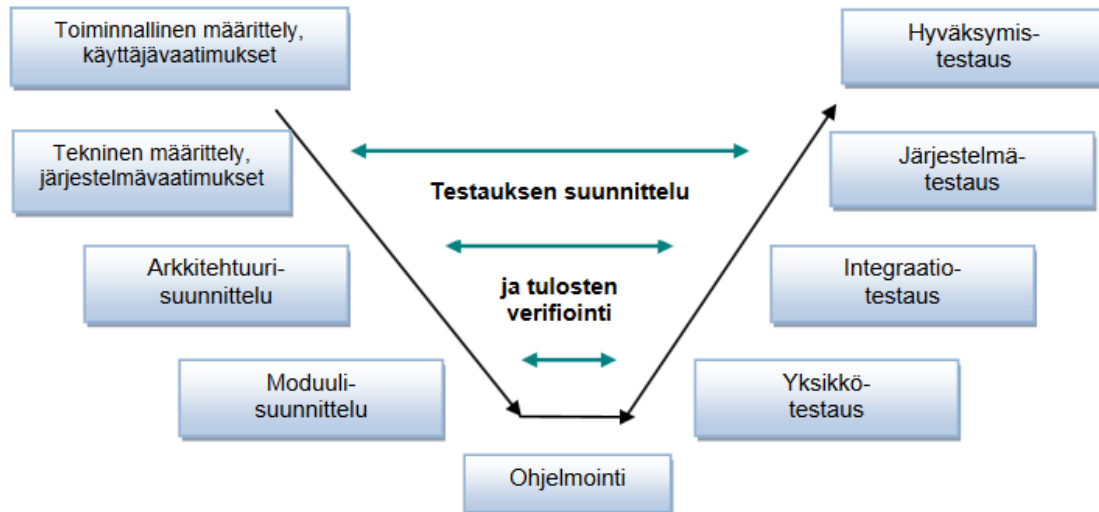 Toiminnallinen määrittely,
käyttäjävaatimukset
Hyväksymis-
testaus
Tekninen määrittely,
järjestelmävaatimukset
Järjestelmä-
testaus
Testauksen suunnittelu
Arkkitehtuuri-
suunnittelu
Integraatio-
testaus
ja tulosten
verifiointi
Moduuli-
suunnittelu
Yksikkö-
testaus
Ohjelmointi